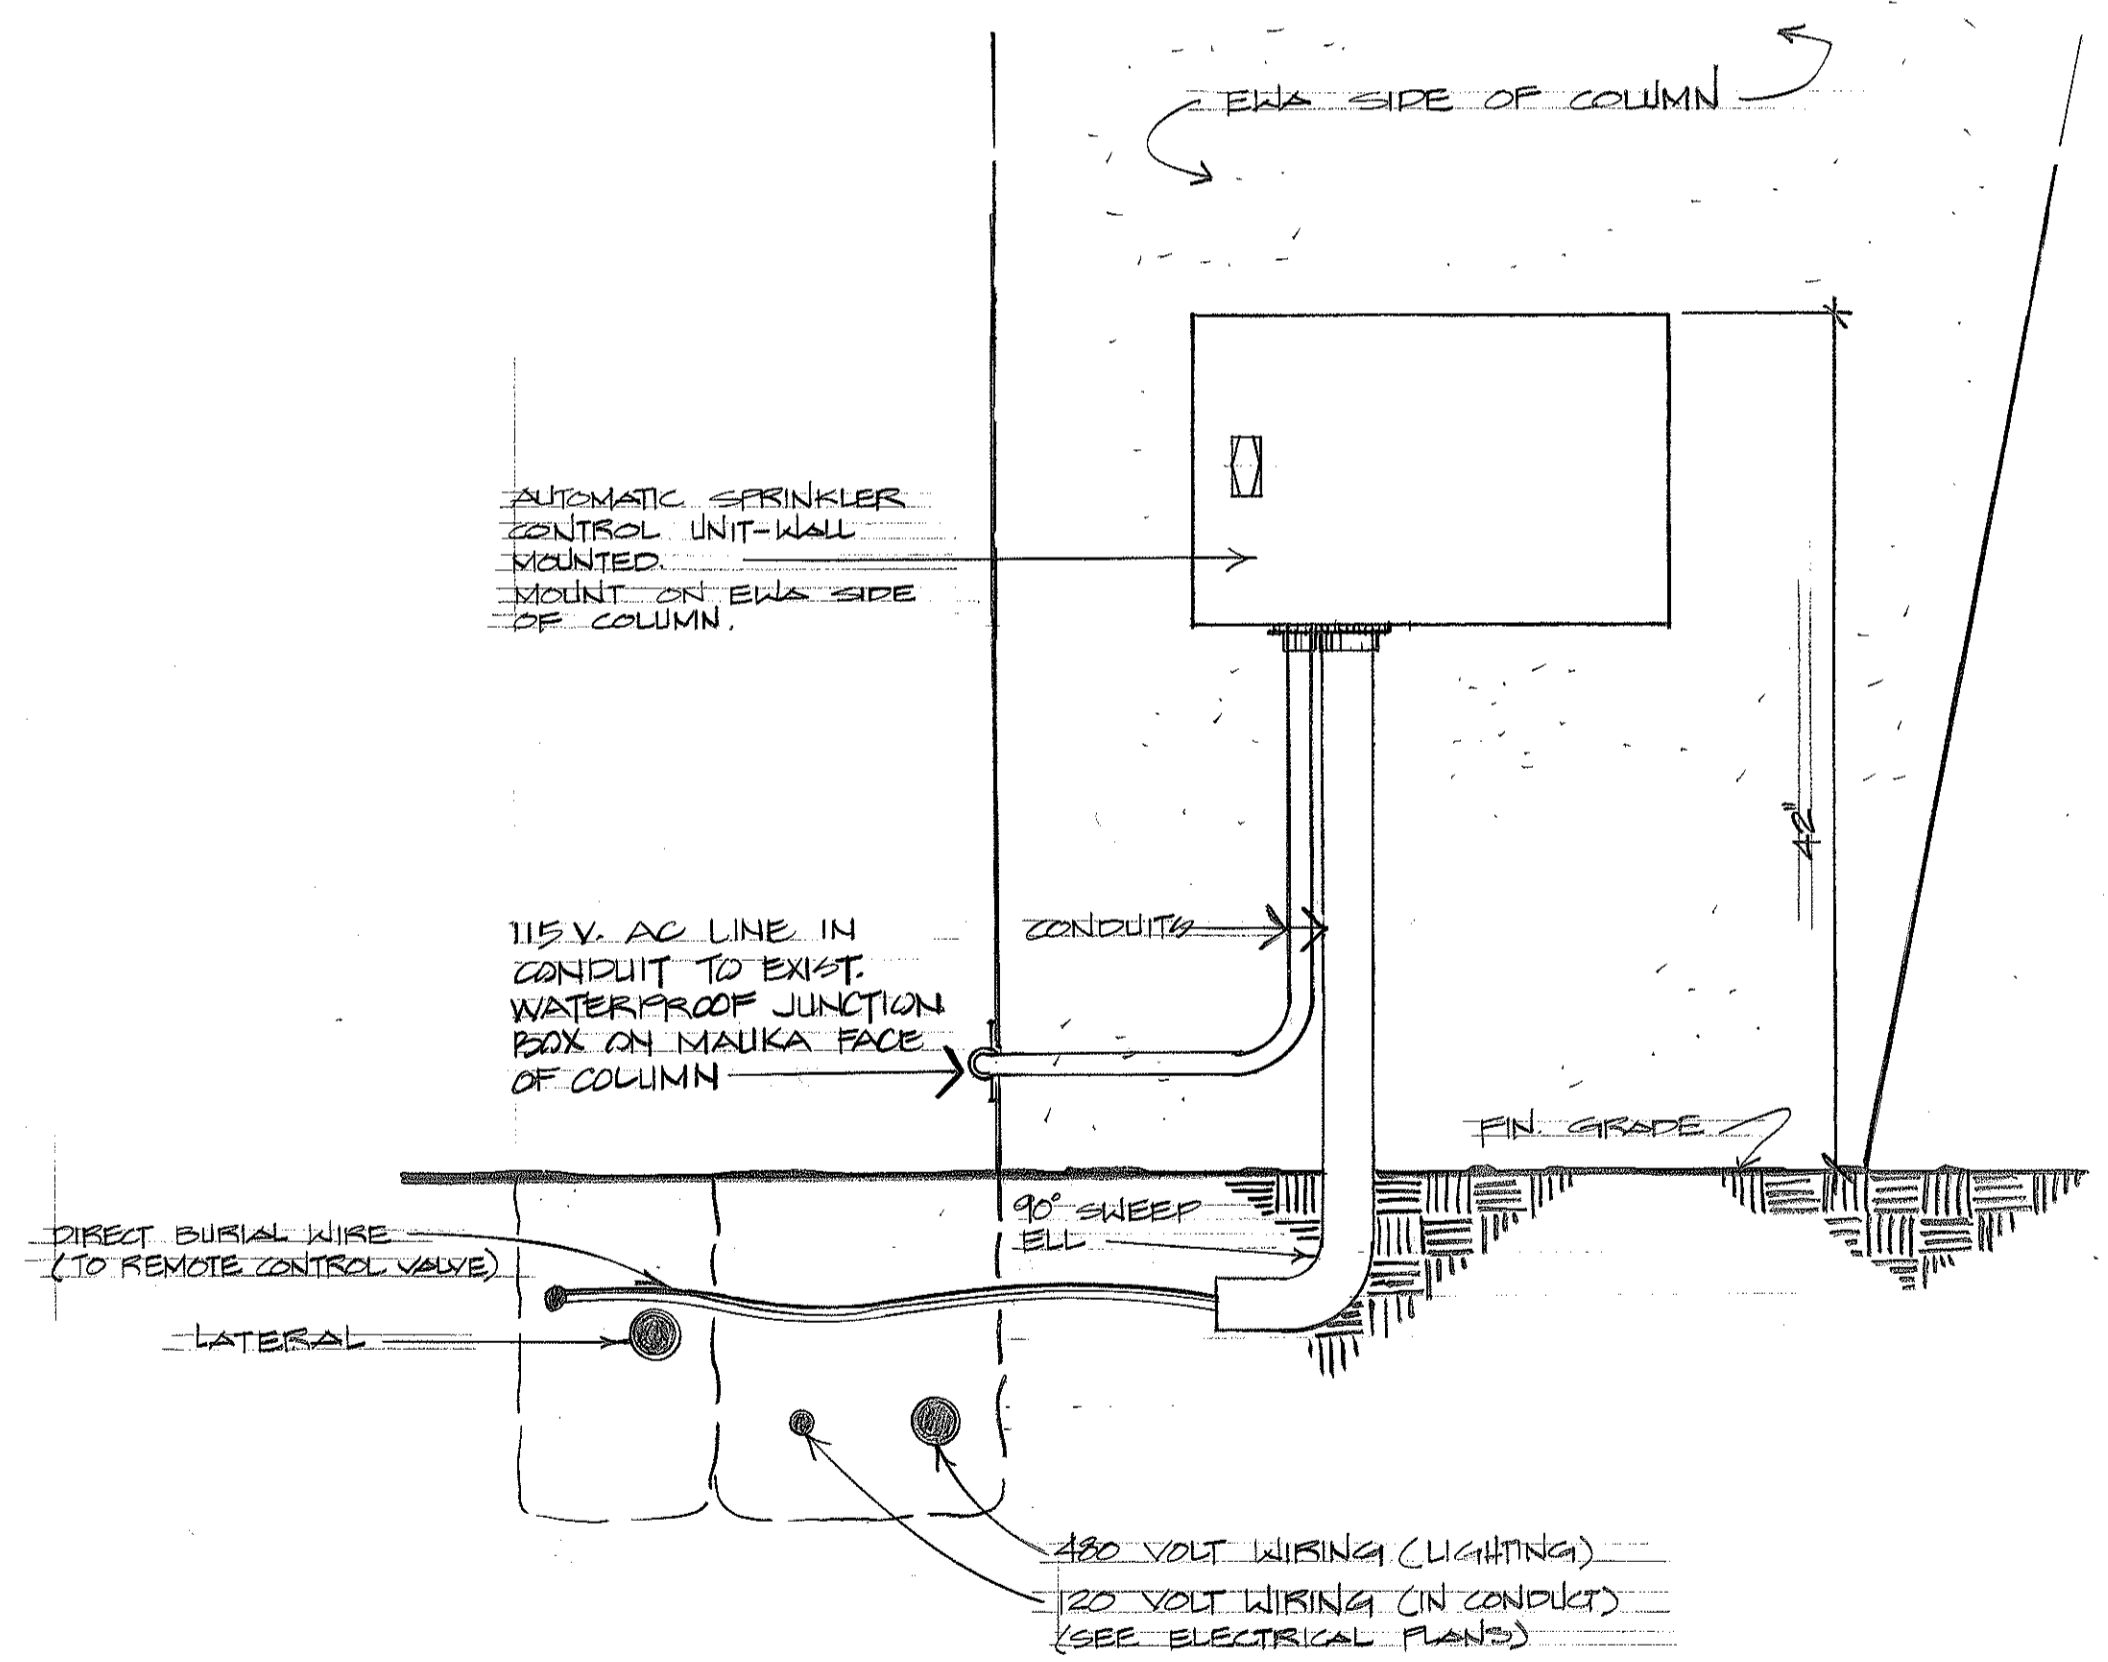 EWA SIDE OF COLUMN
AUTOMATIC SPRINKLER
CONTROL UNIT-WALL
MOUNTED.
MOUNT ON EWA SIDE
OF COLUMN.
42"
115 V. AC LINE IN
CONDUIT TO EXIST.
WATERPROOF JUNCTION
BOX ON MAUKA FACE
OF COLUMN
CONDUITS
FIN. GRADE
90° SWEEP
ELL
DIRECT BURIAL WIRE
(TO REMOTE CONTROL VALVE)
LATERAL
480 VOLT WIRING (LIGHTING)
120 VOLT WIRING (IN CONDUCT)
(SEE ELECTRICAL PLANS)